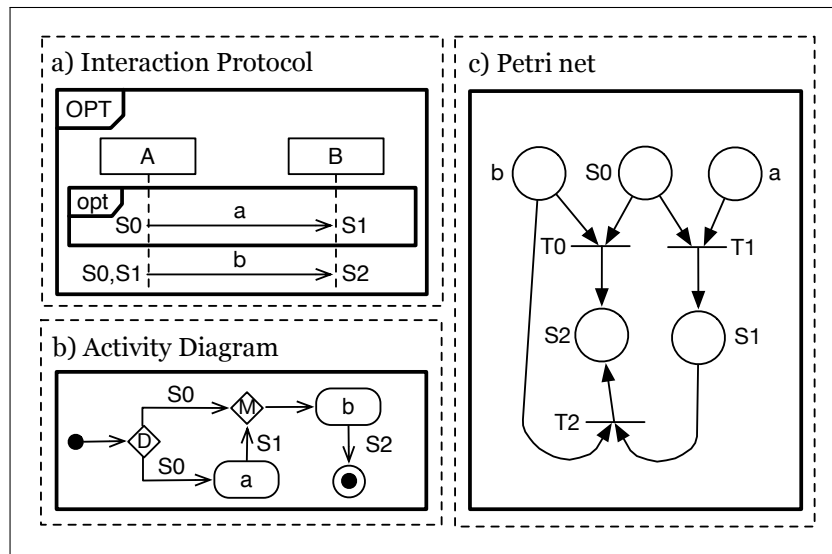 a) Interaction Protocol
OPT
A B
opt
a
S0 S1
b
S0,S1 S2
b) Activity Diagram
S0
M b
D
S0 S1 S2
a
c) Petri net
b S0 a
T0 T1
S2 S1
T2